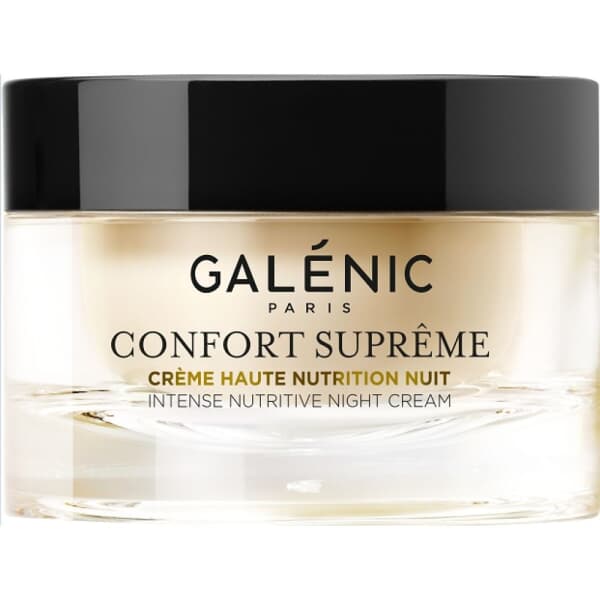 GALÉNIC
PARIS
CONFORT SUPRÊME
CRÈME HAUTE NUTRITION NUIT
INTENSE NUTRITIVE NIGHT CREAM